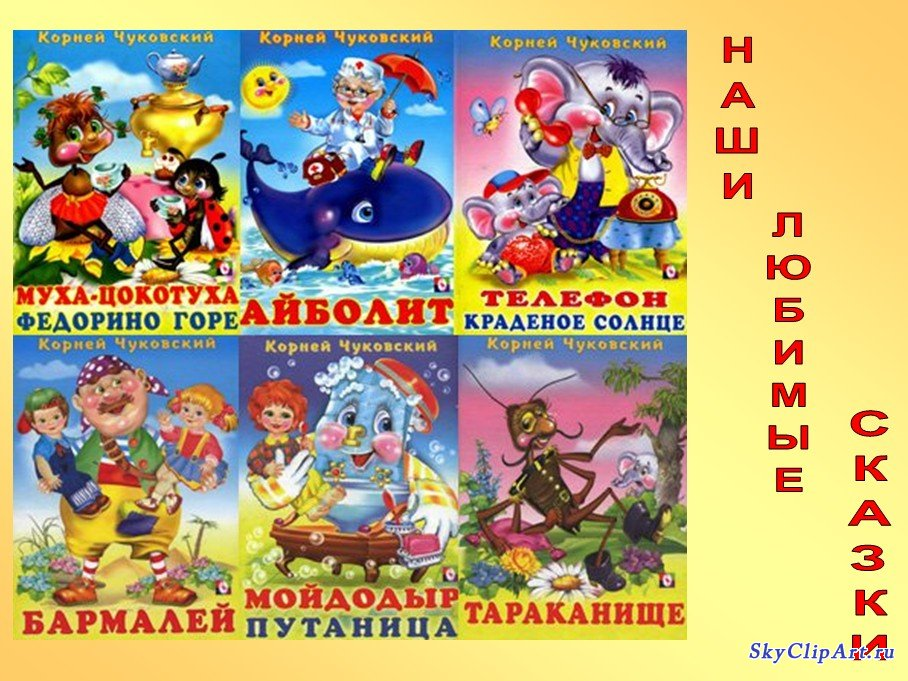 Корней Чуковский
МУХА-ЦОКОТУХА
ФЕДОРИНО ГОРЕ
Корней Чуковский
АЙБОЛИТ
Корней Чуковский
ТЕЛЕФОН
КРАДЕНОЕ СОЛНЦЕ
Корней Чуковский
БАРМАЛЕЙ
Корней Чуковский
МОЙДОДЫР
ПУТАНИЦА
Корней Чуковский
ТАРАКАНИЩЕ
НАШИ
ЛЮБИМЫЕ
СКАЗКИ
SkyClipArt.ru